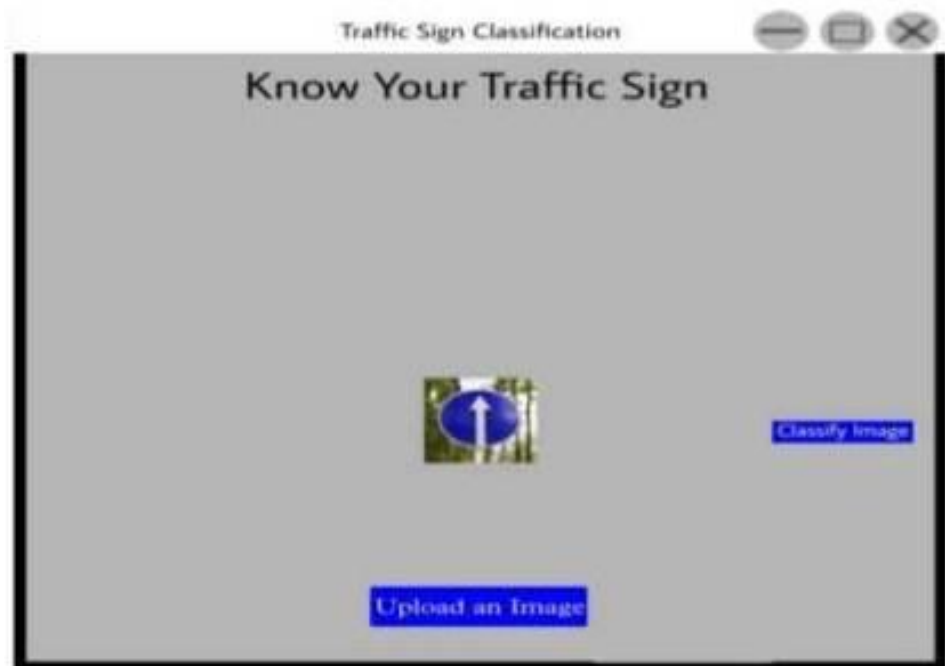 Traffic Sign Classification
Know Your Traffic Sign
Classify Image
Upload an Image